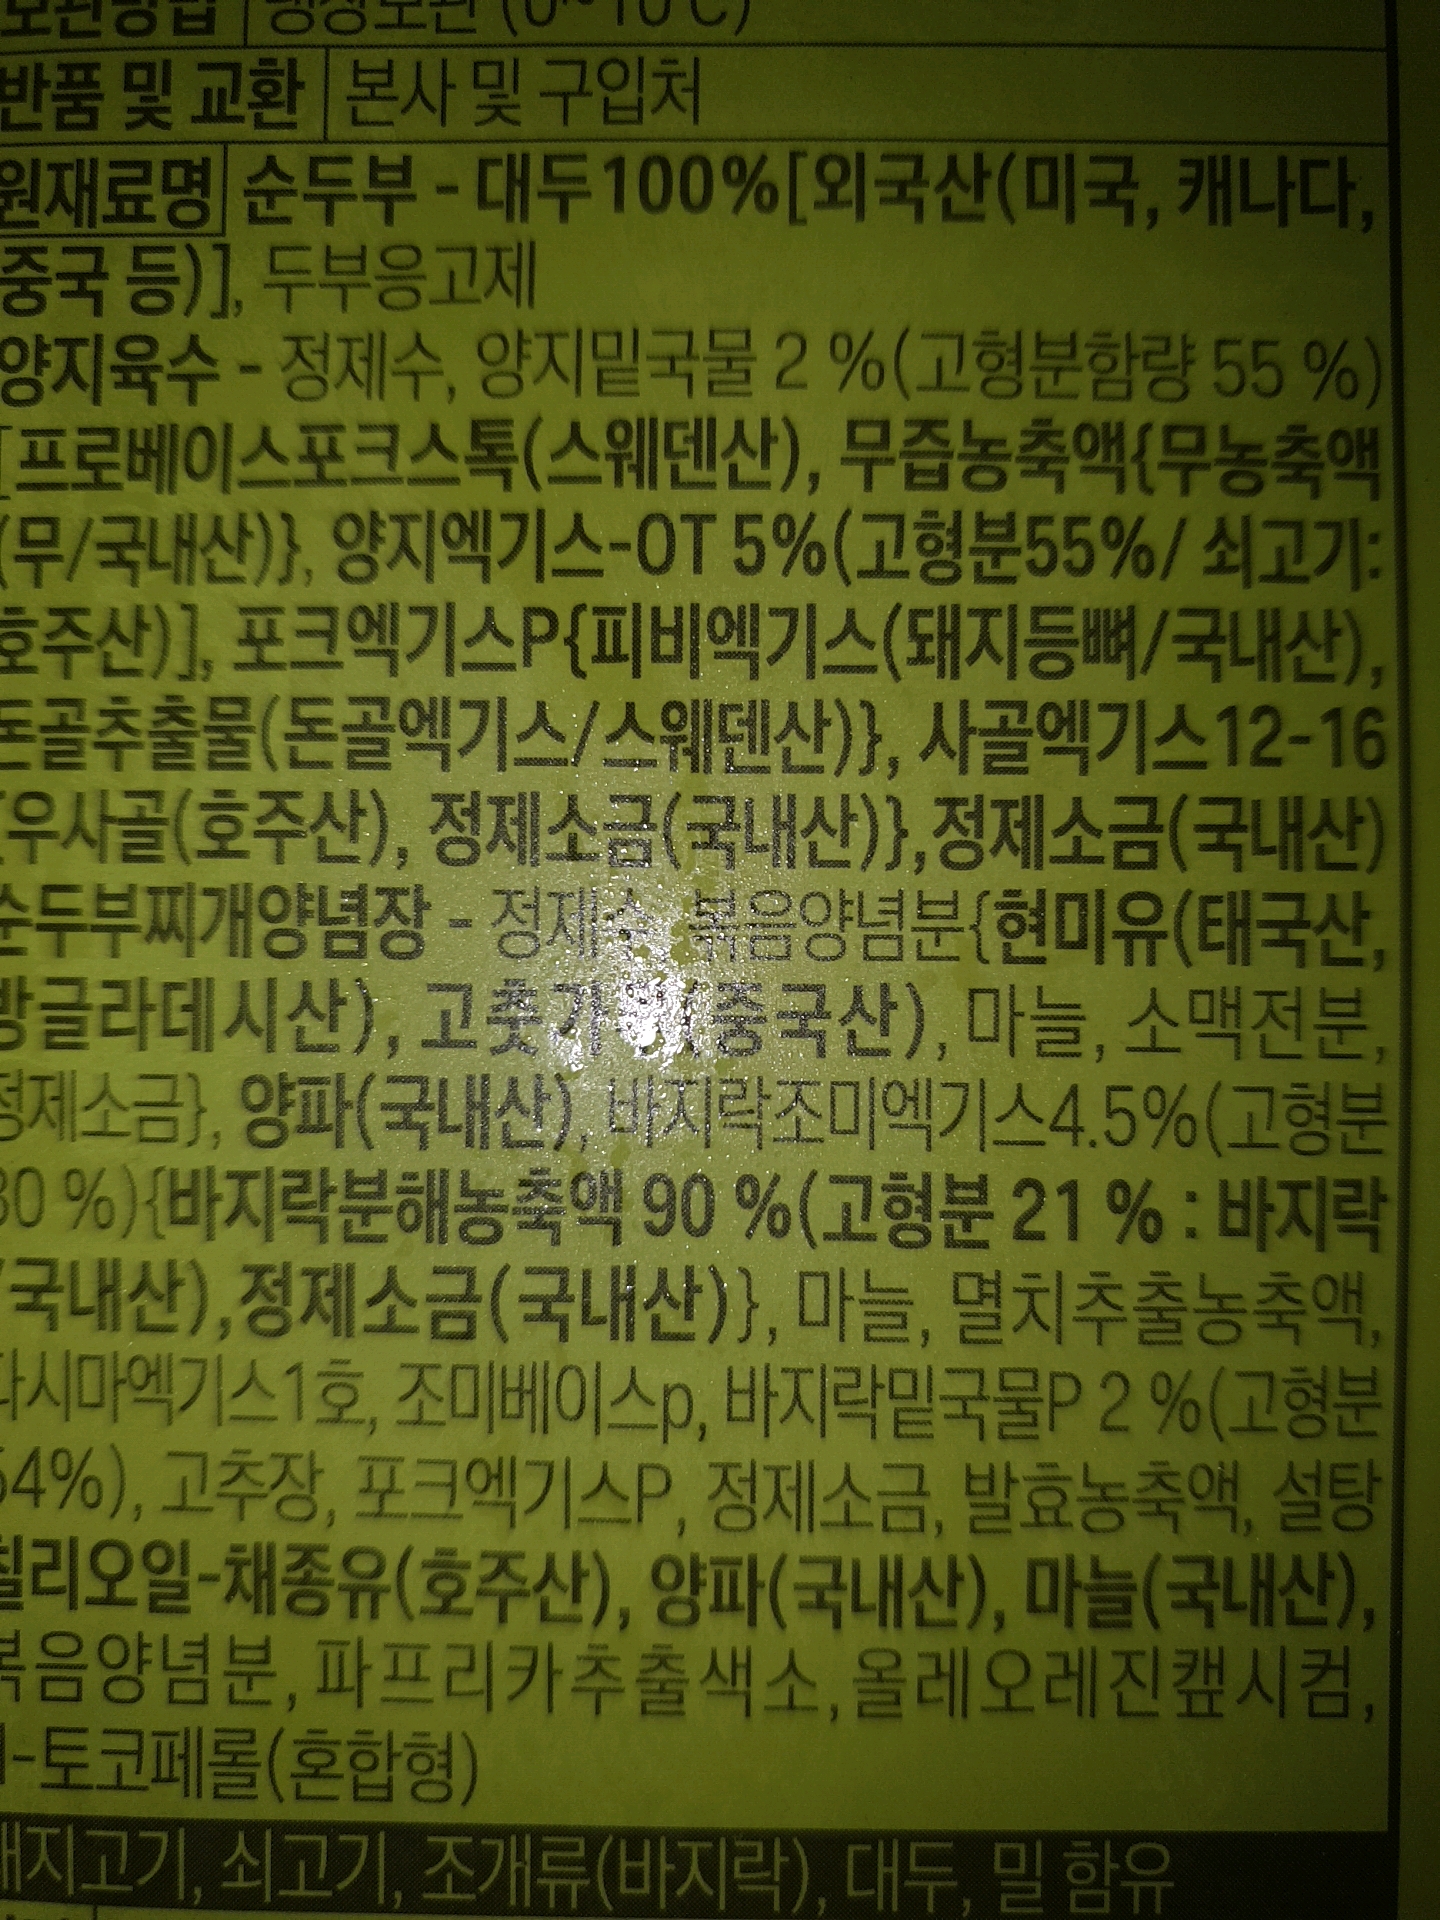 보관방법 냉장보관 (0~10℃)
반품 및 교환 본사 및 구입처
원재료명 순두부 - 대두100%[외국산(미국, 캐나다,
중국 등)], 두부응고제
양지육수 - 정제수, 양지밑국물 2 %(고형분함량 55 %)
[프로베이스포크스톡(스웨덴산), 무즙농축액{무농축액
(무/국내산)}, 양지엑기스-OT 5%(고형분55%/ 쇠고기:
호주산)], 포크엑기스P{피비엑기스(돼지등뼈/국내산),
돈골추출물(돈골엑기스/스웨덴산)}, 사골엑기스12-16
{우사골(호주산), 정제소금(국내산)},정제소금(국내산)
순두부찌개양념장 - 정제수, 볶음양념분{현미유(태국산,
방글라데시산), 고춧가루(중국산), 마늘, 소맥전분,
정제소금}, 양파(국내산), 바지락조미엑기스4.5%(고형분
30 %){바지락분해농축액 90 %(고형분 21 % : 바지락
(국내산),정제소금(국내산)}, 마늘, 멸치추출농축액,
다시마엑기스1호, 조미베이스p, 바지락밑국물P 2 %(고형분
54%), 고추장, 포크엑기스P, 정제소금, 발효농축액, 설탕
칠리오일-채종유(호주산), 양파(국내산), 마늘(국내산),
볶음양념분, 파프리카추출색소,올레오레진캡시컴,
-토코페롤(혼합형)
돼지고기, 쇠고기, 조개류(바지락), 대두, 밀 함유